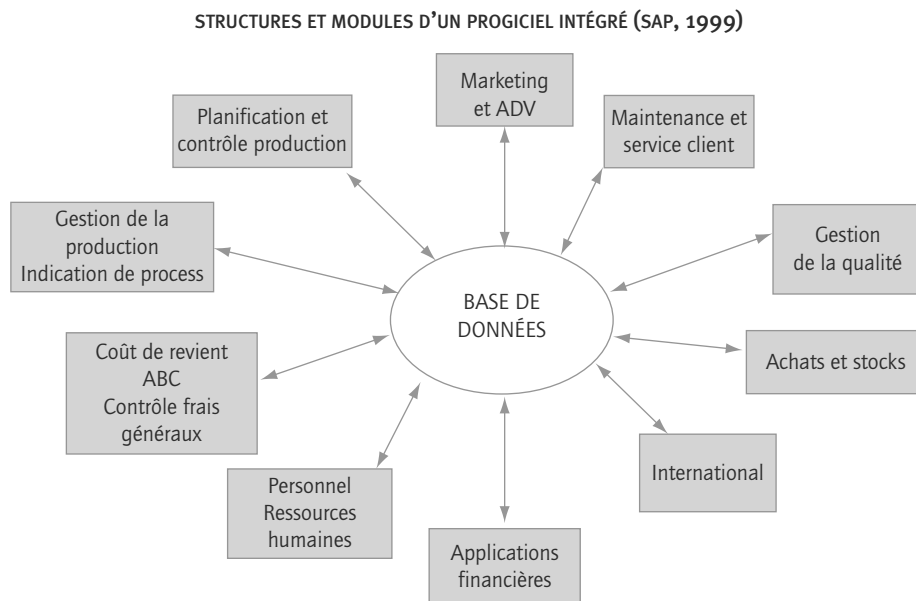 STRUCTURES ET MODULES D'UN PROGICIEL INTÉGRÉ (SAP, 1999)
Marketing
et ADV
Planification et
contrôle production
Maintenance et
service client
Gestion de la
production
Indication de process
Gestion
de la qualité
BASE DE
DONNÉES
Coût de revient
ABC
Contrôle frais
généraux
Achats et stocks
Personnel
Ressources
humaines
International
Applications
financières